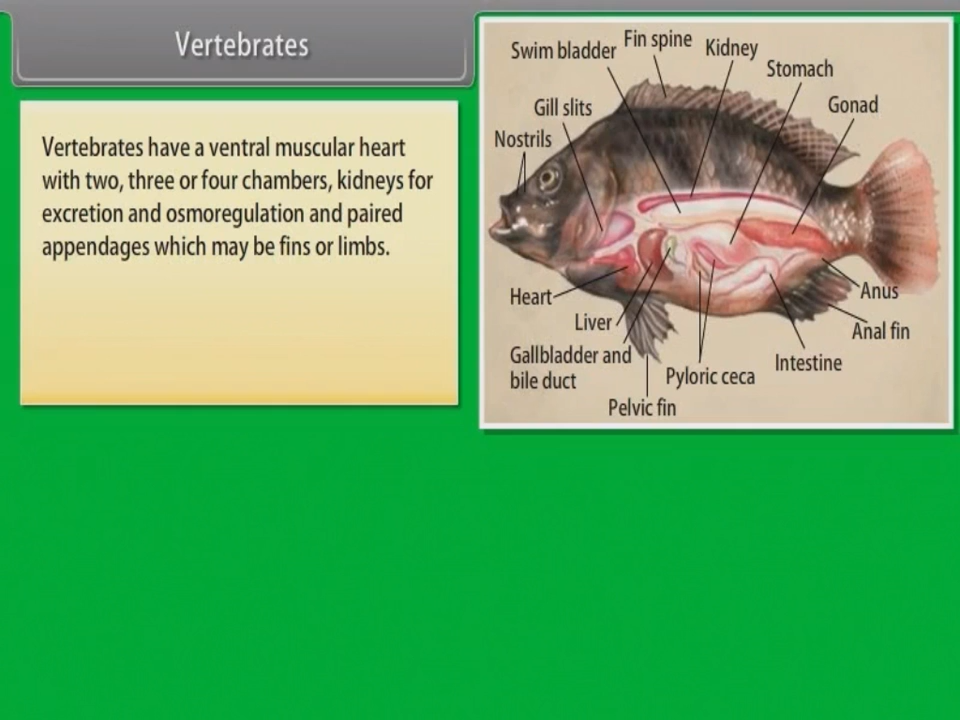 Vertebrates
Vertebrates have a ventral muscular heart
with two, three or four chambers, kidneys for
excretion and osmoregulation and paired
appendages which may be fins or limbs.
Swim bladder
Fin spine
Kidney
Stomach
Gill slits
Gonad
Nostrils
Heart
Anus
Liver
Anal fin
Gallbladder and
bile duct
Pyloric ceca
Intestine
Pelvic fin